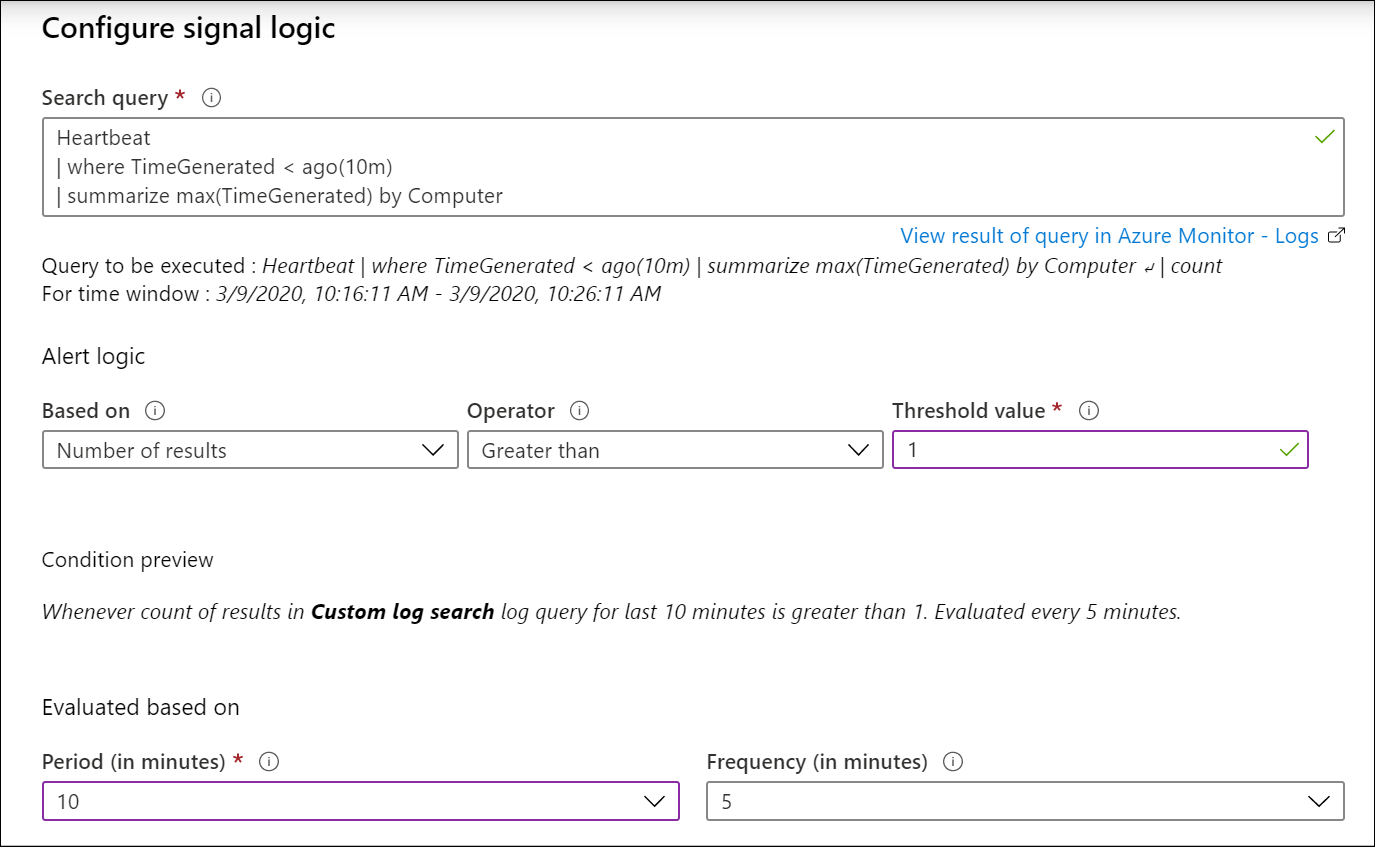 Configure signal logic
Search query *
Heartbeat
| where TimeGenerated < ago(10m)
| summarize max(TimeGenerated) by Computer
View result of query in Azure Monitor - Logs
Query to be executed : Heartbeat | where TimeGenerated < ago(10m) | summarize max(TimeGenerated) by Computer ↲ | count
For time window : 3/9/2020, 10:16:11 AM - 3/9/2020, 10:26:11 AM
Alert logic
Based on Operator Threshold value *
Number of results Greater than 1
Condition preview
Whenever count of results in Custom log search log query for last 10 minutes is greater than 1. Evaluated every 5 minutes.
Evaluated based on
Period (in minutes) * Frequency (in minutes)
10 5